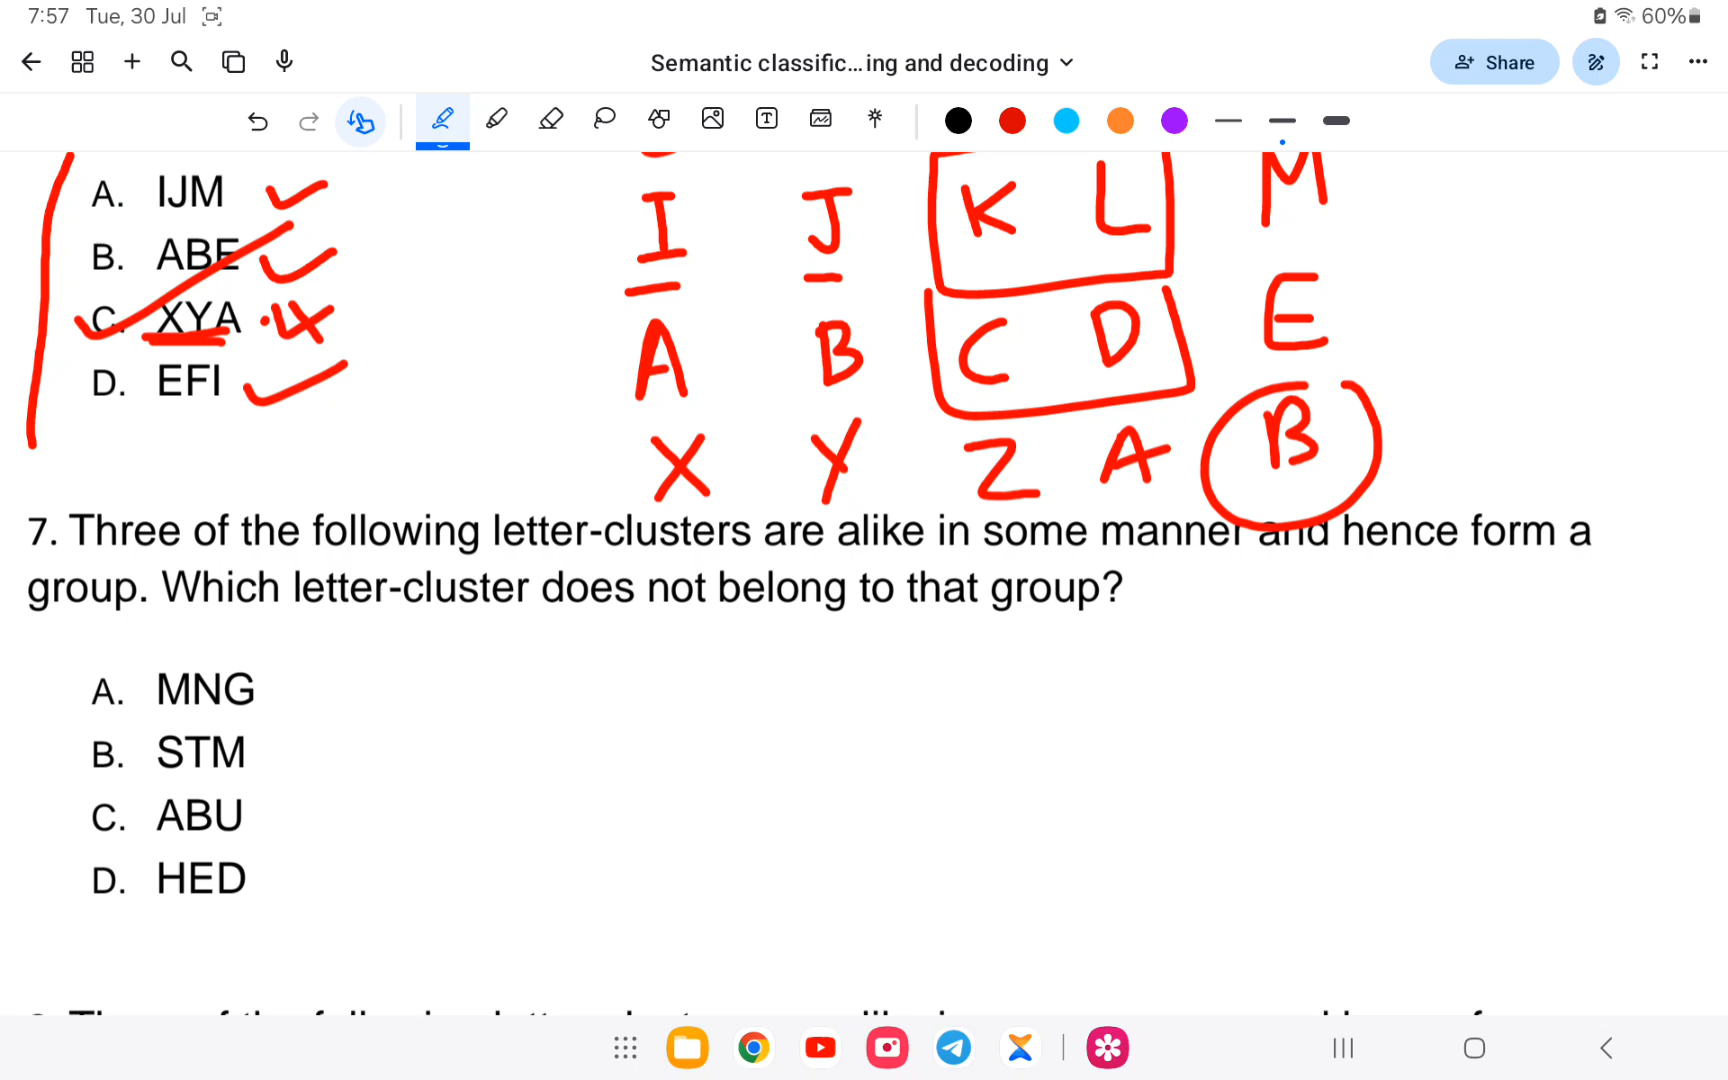 7:57 Tue, 30 Jul 60%
Semantic classific...ing and decoding
Share
A. IJM
I J K L M
B. ABE
C. XYA
A B C D E
D. EFI
X Y Z A B
7. Three of the following letter-clusters are alike in some manner and hence form a
group. Which letter-cluster does not belong to that group?
A. MNG
B. STM
C. ABU
D. HED